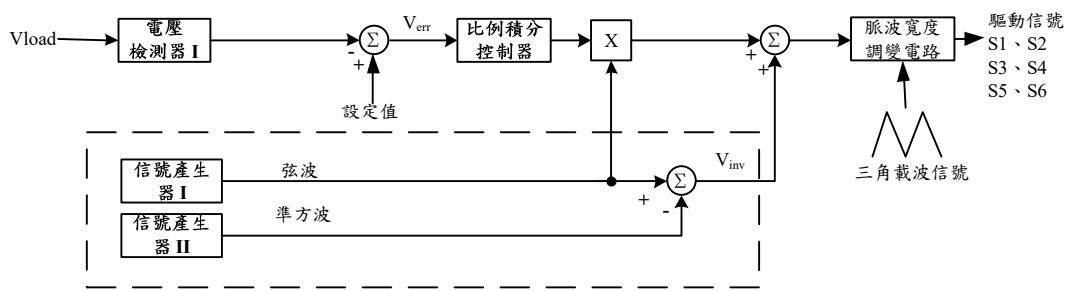 Vload
電壓
檢測器 I
-
+
Σ
V_err
設定值
比例積分
控制器
X
+
+
Σ
脈波寬度
調變電路
驅動信號
S1、S2
S3、S4
S5、S6
三角載波信號
信號產生
器 I
弦波
+
-
Σ
V_inv
信號產生
器 II
準方波